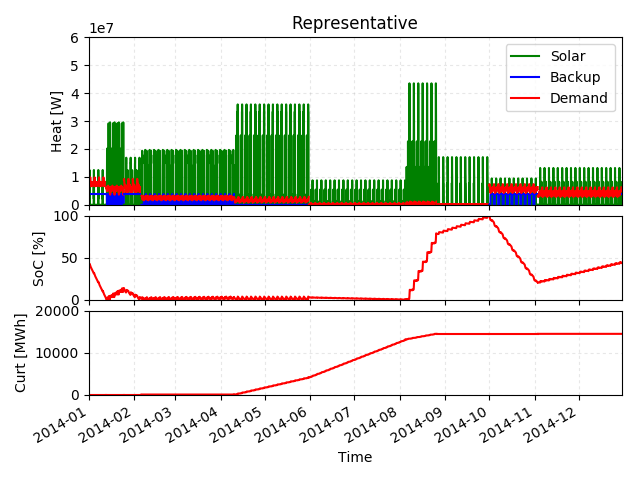 Representative
1e7
Heat [W]
6
5
4
3
2
1
0
Solar
Backup
Demand
SoC [%]
100
50
0
Curt [MWh]
20000
10000
0
2014-01 2014-02 2014-03 2014-04 2014-05 2014-06 2014-07 2014-08 2014-09 2014-10 2014-11 2014-12
Time